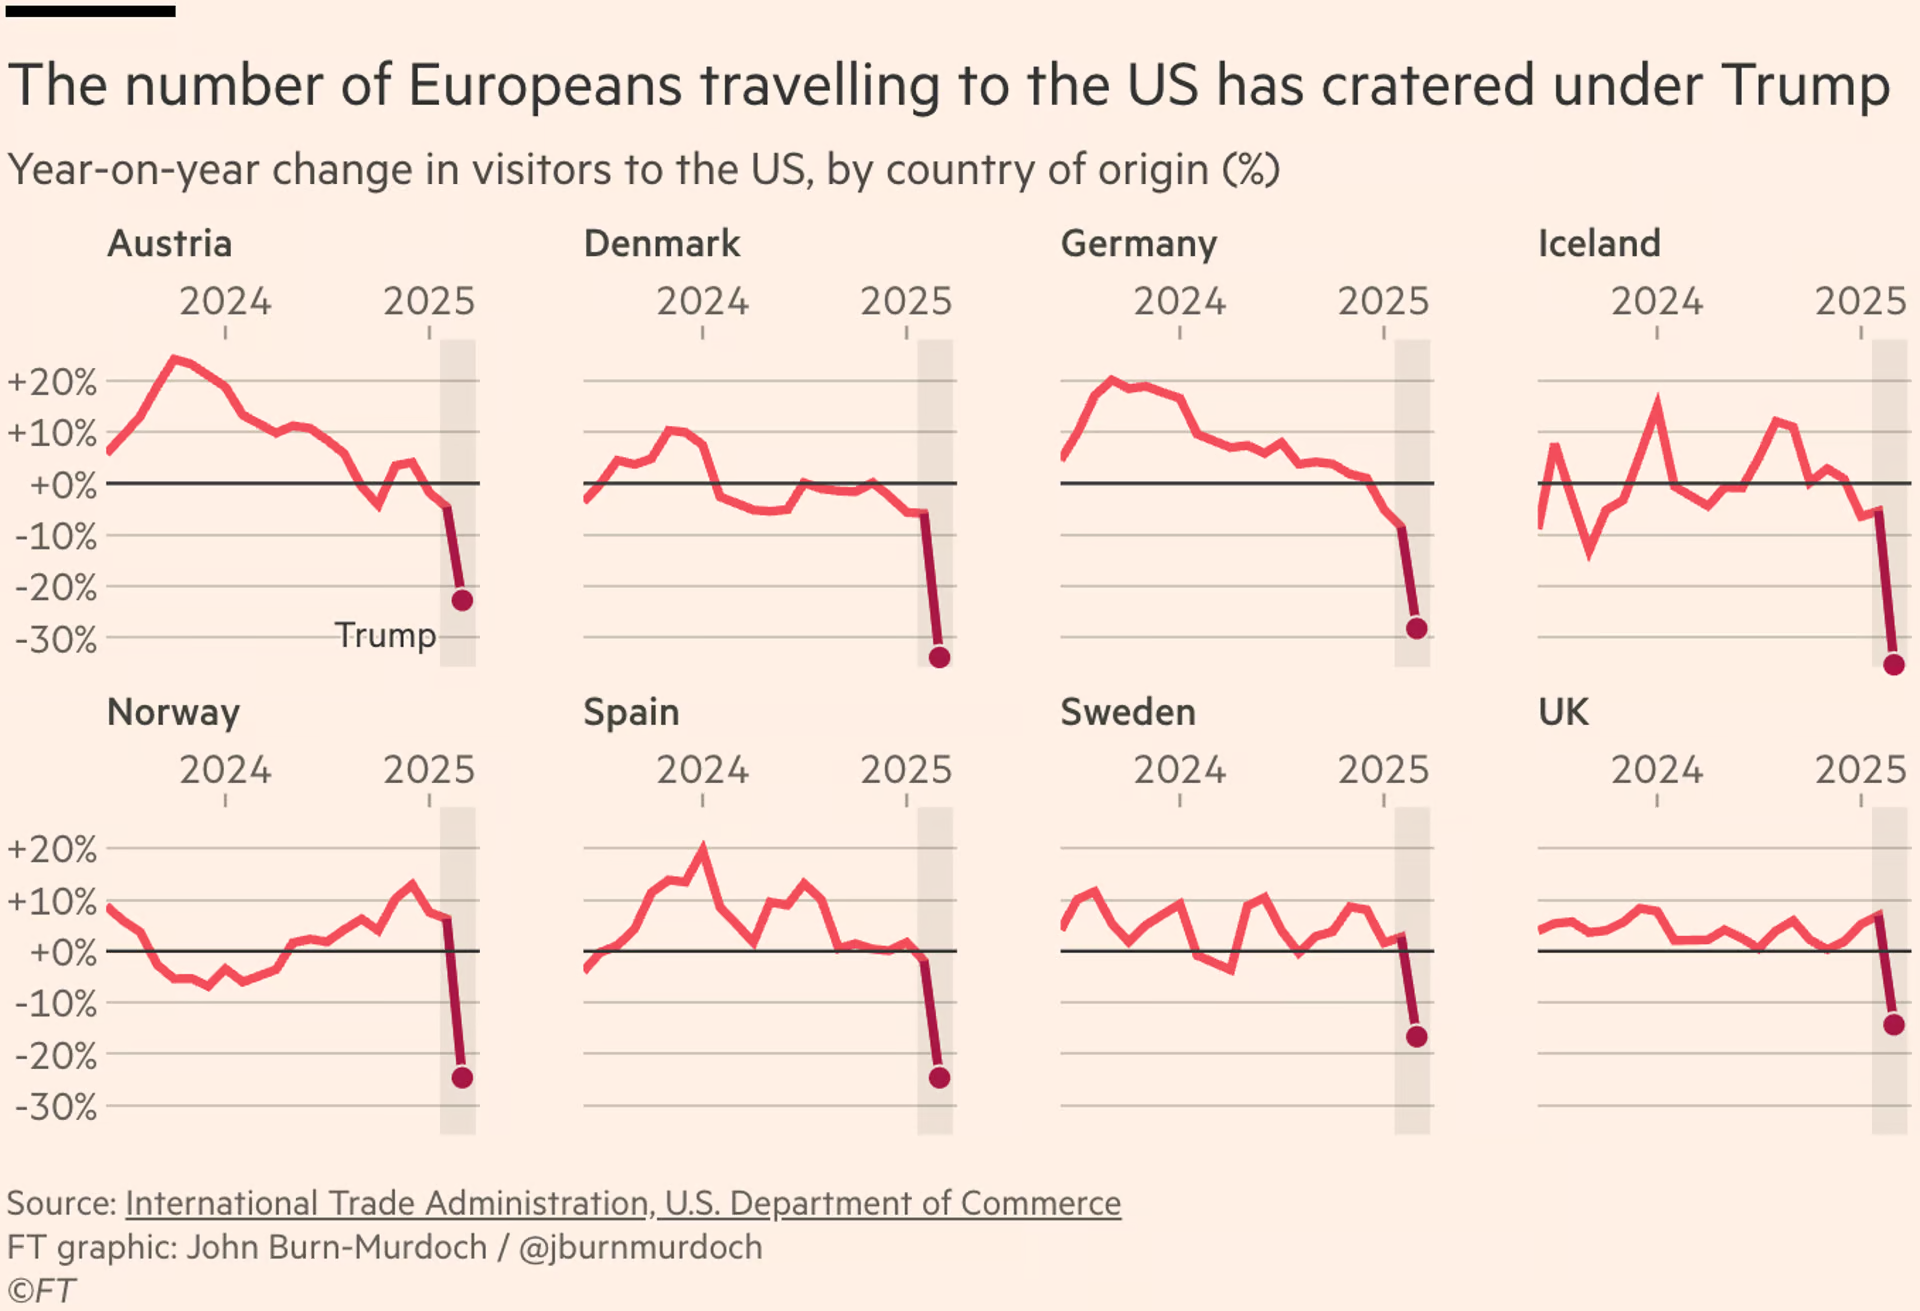 The number of Europeans travelling to the US has cratered under Trump
Year-on-year change in visitors to the US, by country of origin (%)
Austria
2024 2025
+20%
+10%
+0%
-10%
-20%
-30%
Trump
Denmark
2024 2025
Germany
2024 2025
Iceland
2024 2025
Norway
2024 2025
+20%
+10%
+0%
-10%
-20%
-30%
Spain
2024 2025
Sweden
2024 2025
UK
2024 2025
Source: International Trade Administration, U.S. Department of Commerce
FT graphic: John Burn-Murdoch / @jburnmurdoch
©FT